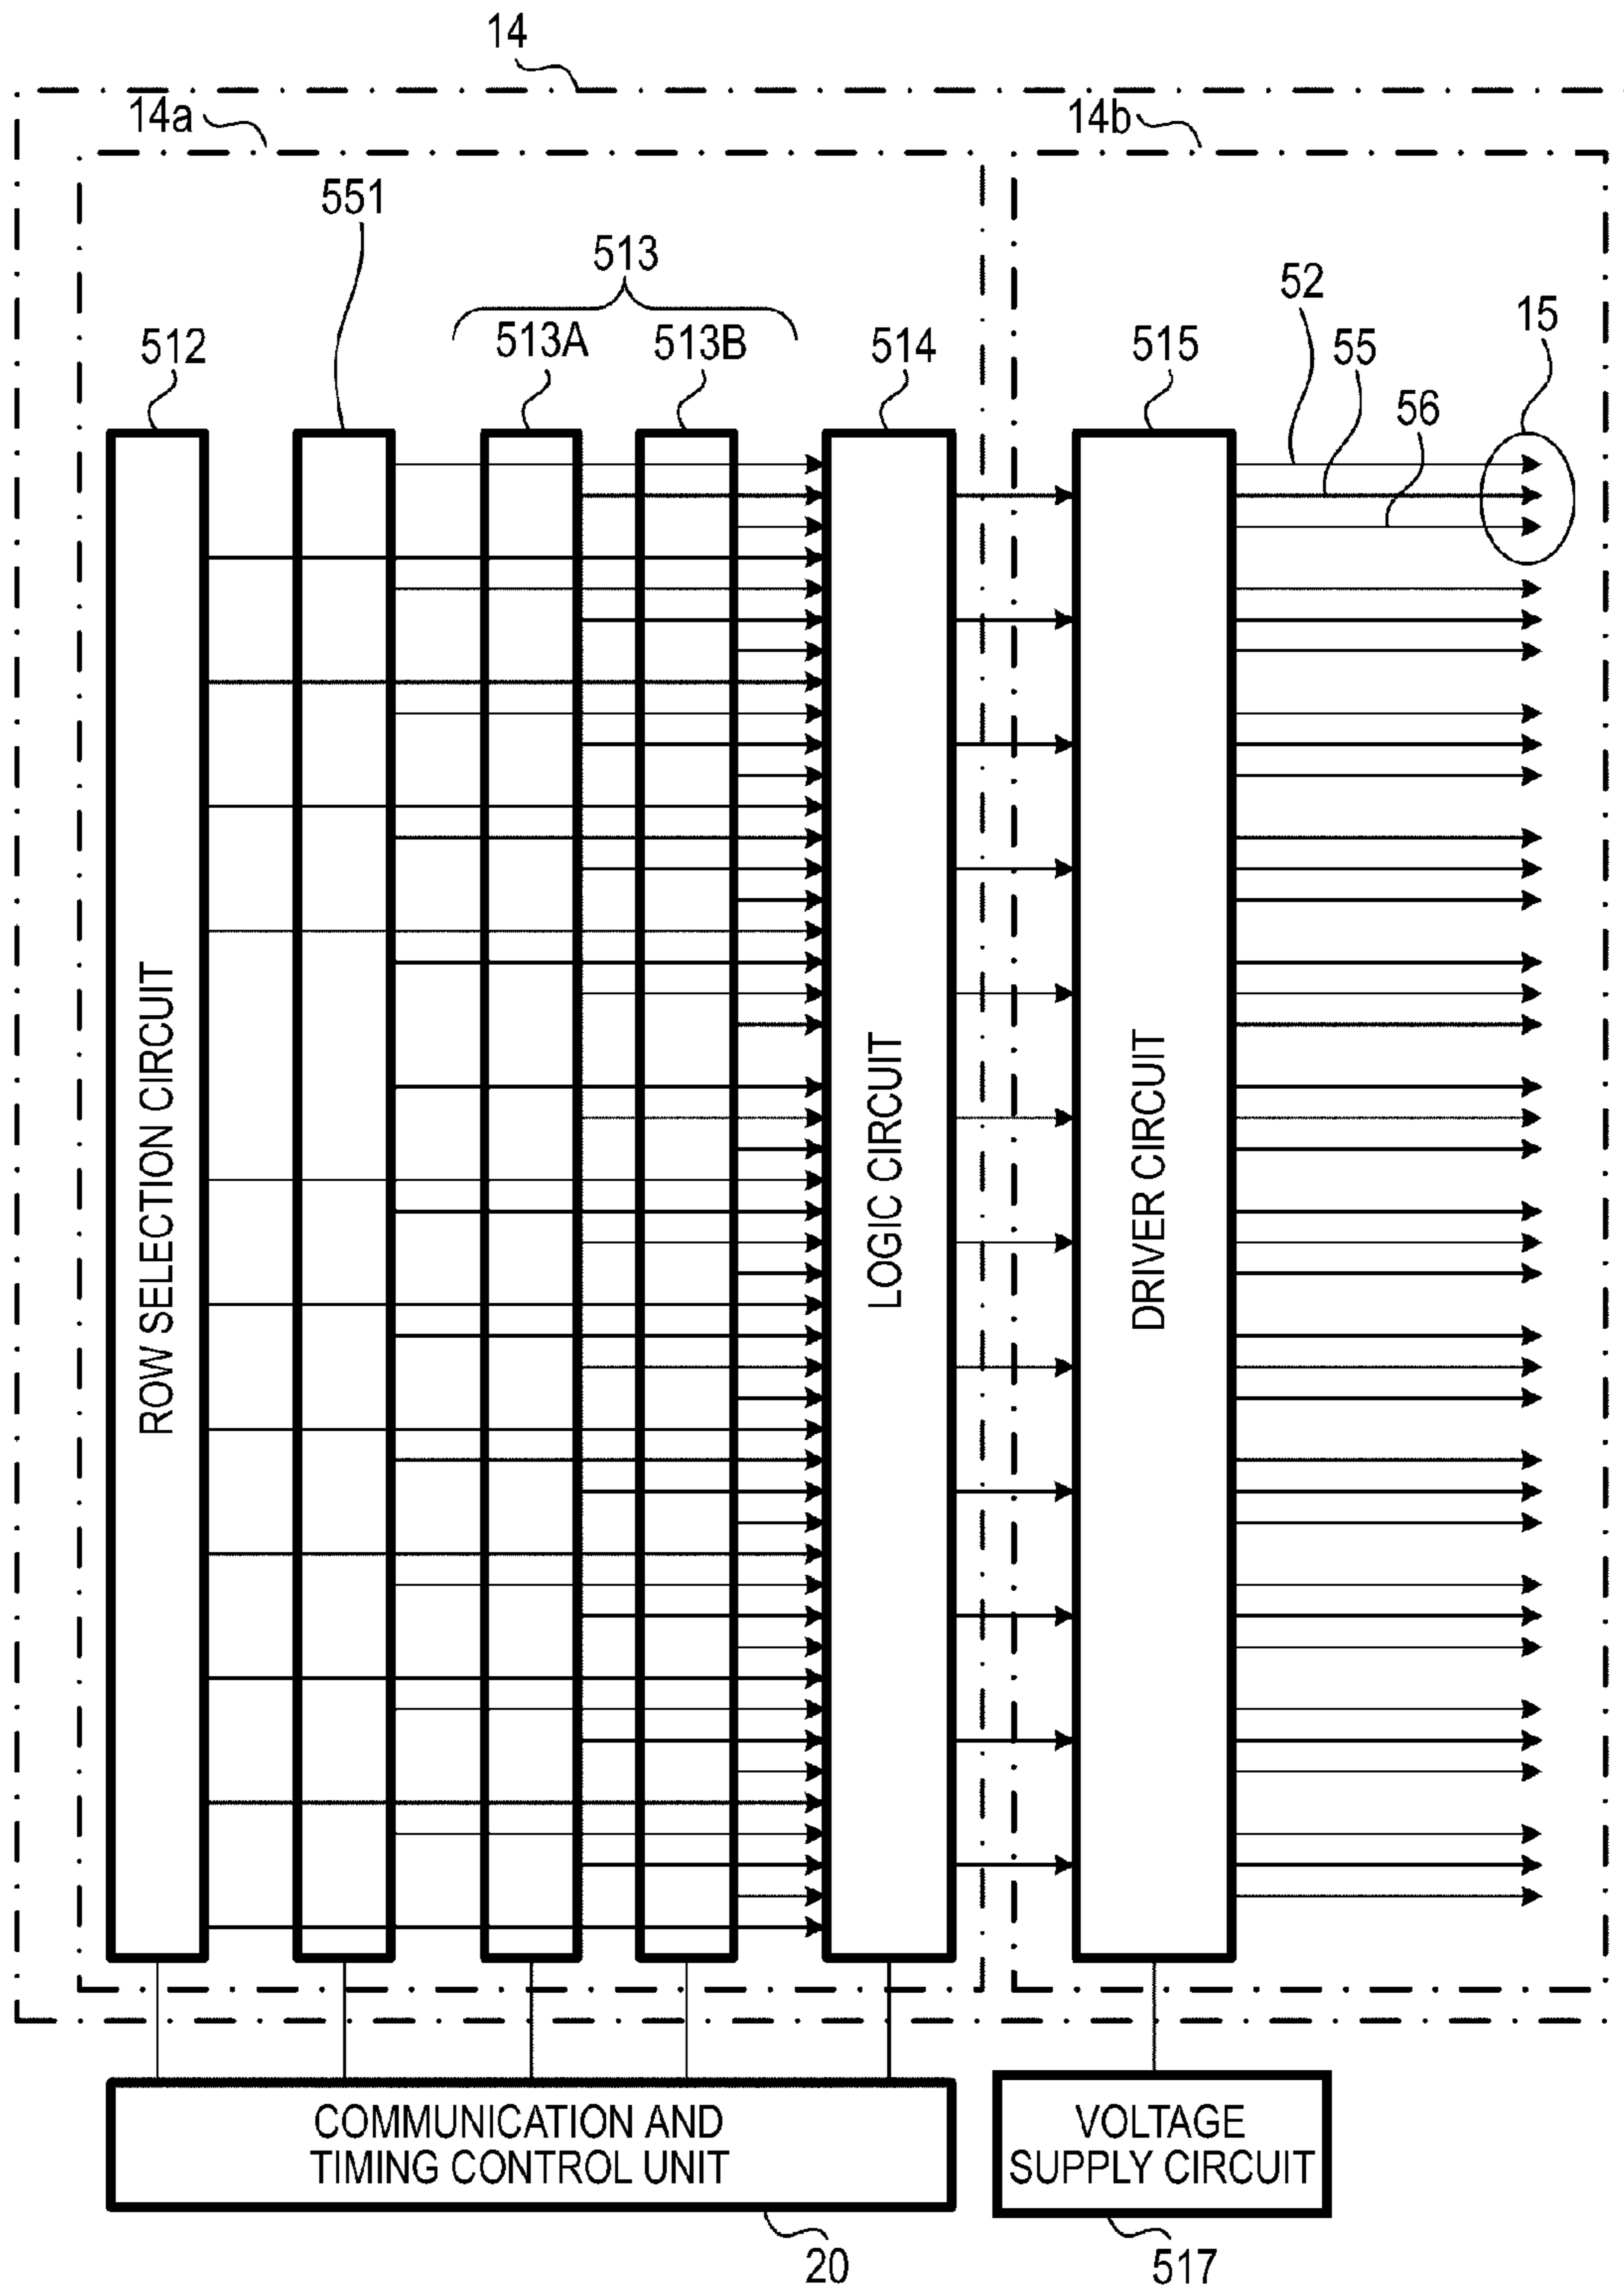 14
14a
14b
551
513
52
15
512
513A
513B
514
515
55
56
ROW SELECTION CIRCUIT
LOGIC CIRCUIT
DRIVER CIRCUIT
COMMUNICATION AND
TIMING CONTROL UNIT
VOLTAGE
SUPPLY CIRCUIT
20
517